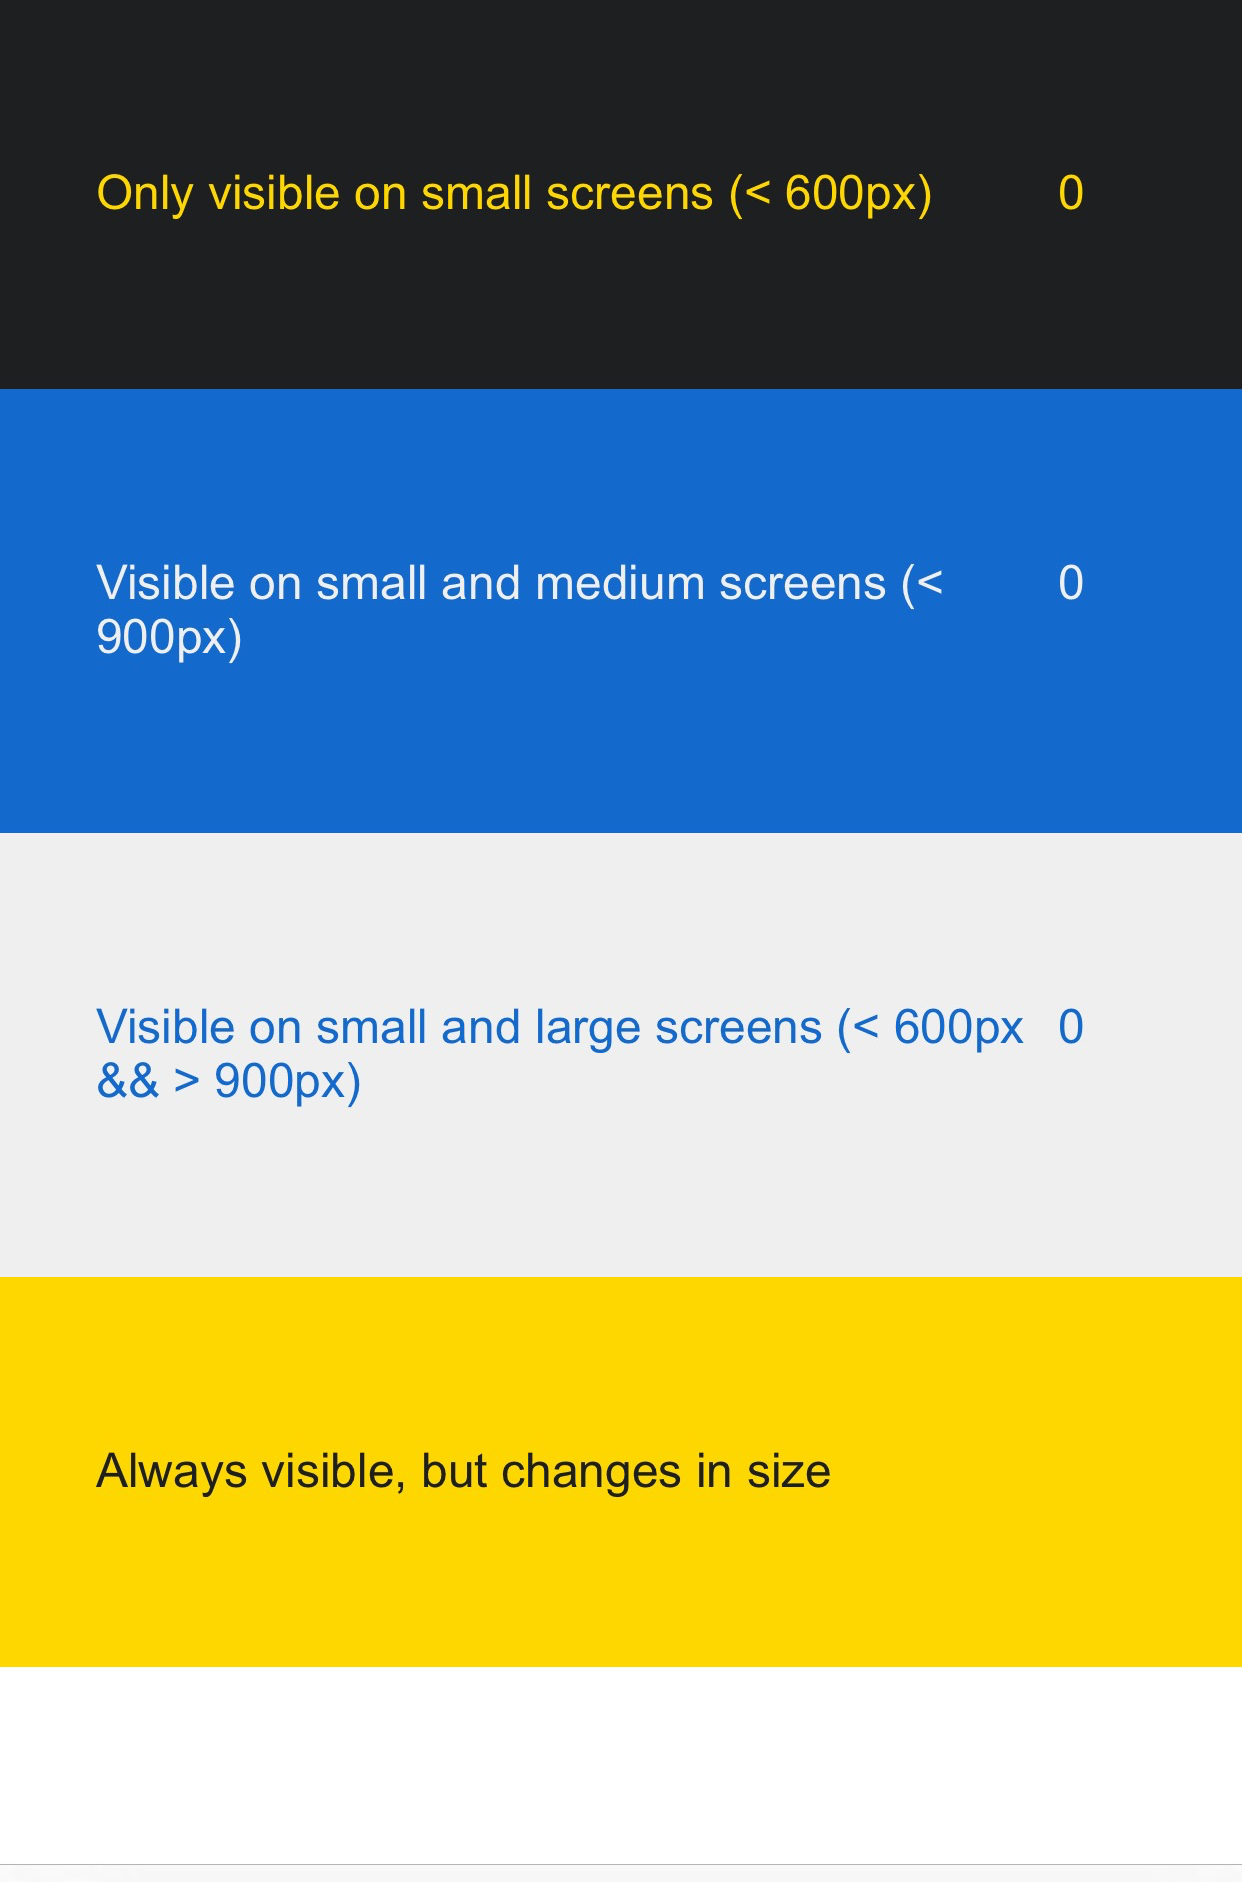 Only visible on small screens (< 600px) 0
Visible on small and medium screens (< 0
900px)
Visible on small and large screens (< 600px 0
&& > 900px)
Always visible, but changes in size